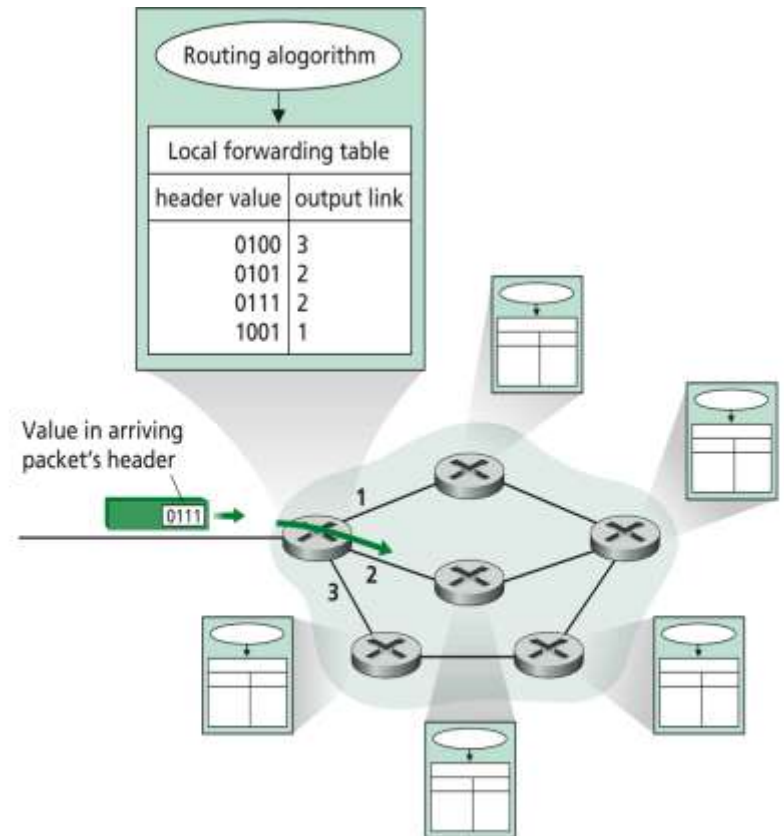 Routing alogorithm
Local forwarding table
header value output link
0100 3
0101 2
0111 2
1001 1
Value in arriving
packet's header
0111
1
2
3